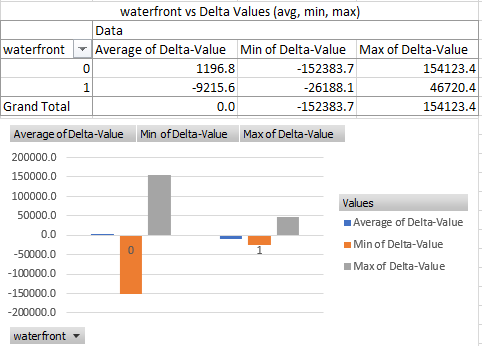 waterfront vs Delta Values (avg, min, max)
Data
waterfront Average of Delta-Value Min of Delta-Value Max of Delta-Value
0 1196.8 -152383.7 154123.4
1 -9215.6 -26188.1 46720.4
Grand Total 0.0 -152383.7 154123.4
Average of Delta-Value Min of Delta-Value Max of Delta-Value
200000.0
150000.0
100000.0
50000.0
0.0
-50000.0
-100000.0
-150000.0
-200000.0
0 1
Values
Average of Delta-Value
Min of Delta-Value
Max of Delta-Value
waterfront